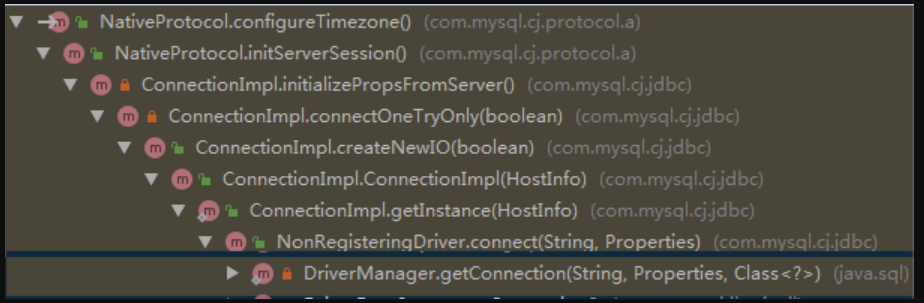 NativeProtocol.configureTimezone() (com.mysql.cj.protocol.a)
NativeProtocol.initServerSession() (com.mysql.cj.protocol.a)
ConnectionImpl.initializePropsFromServer() (com.mysql.cj.jdbc)
ConnectionImpl.connectOneTryOnly(boolean) (com.mysql.cj.jdbc)
ConnectionImpl.createNewIO(boolean) (com.mysql.cj.jdbc)
ConnectionImpl.ConnectionImpl(HostInfo) (com.mysql.cj.jdbc)
ConnectionImpl.getInstance(HostInfo) (com.mysql.cj.jdbc)
NonRegisteringDriver.connect(String, Properties) (com.mysql.cj.jdbc)
DriverManager.getConnection(String, Properties, Class<?>) (java.sql)